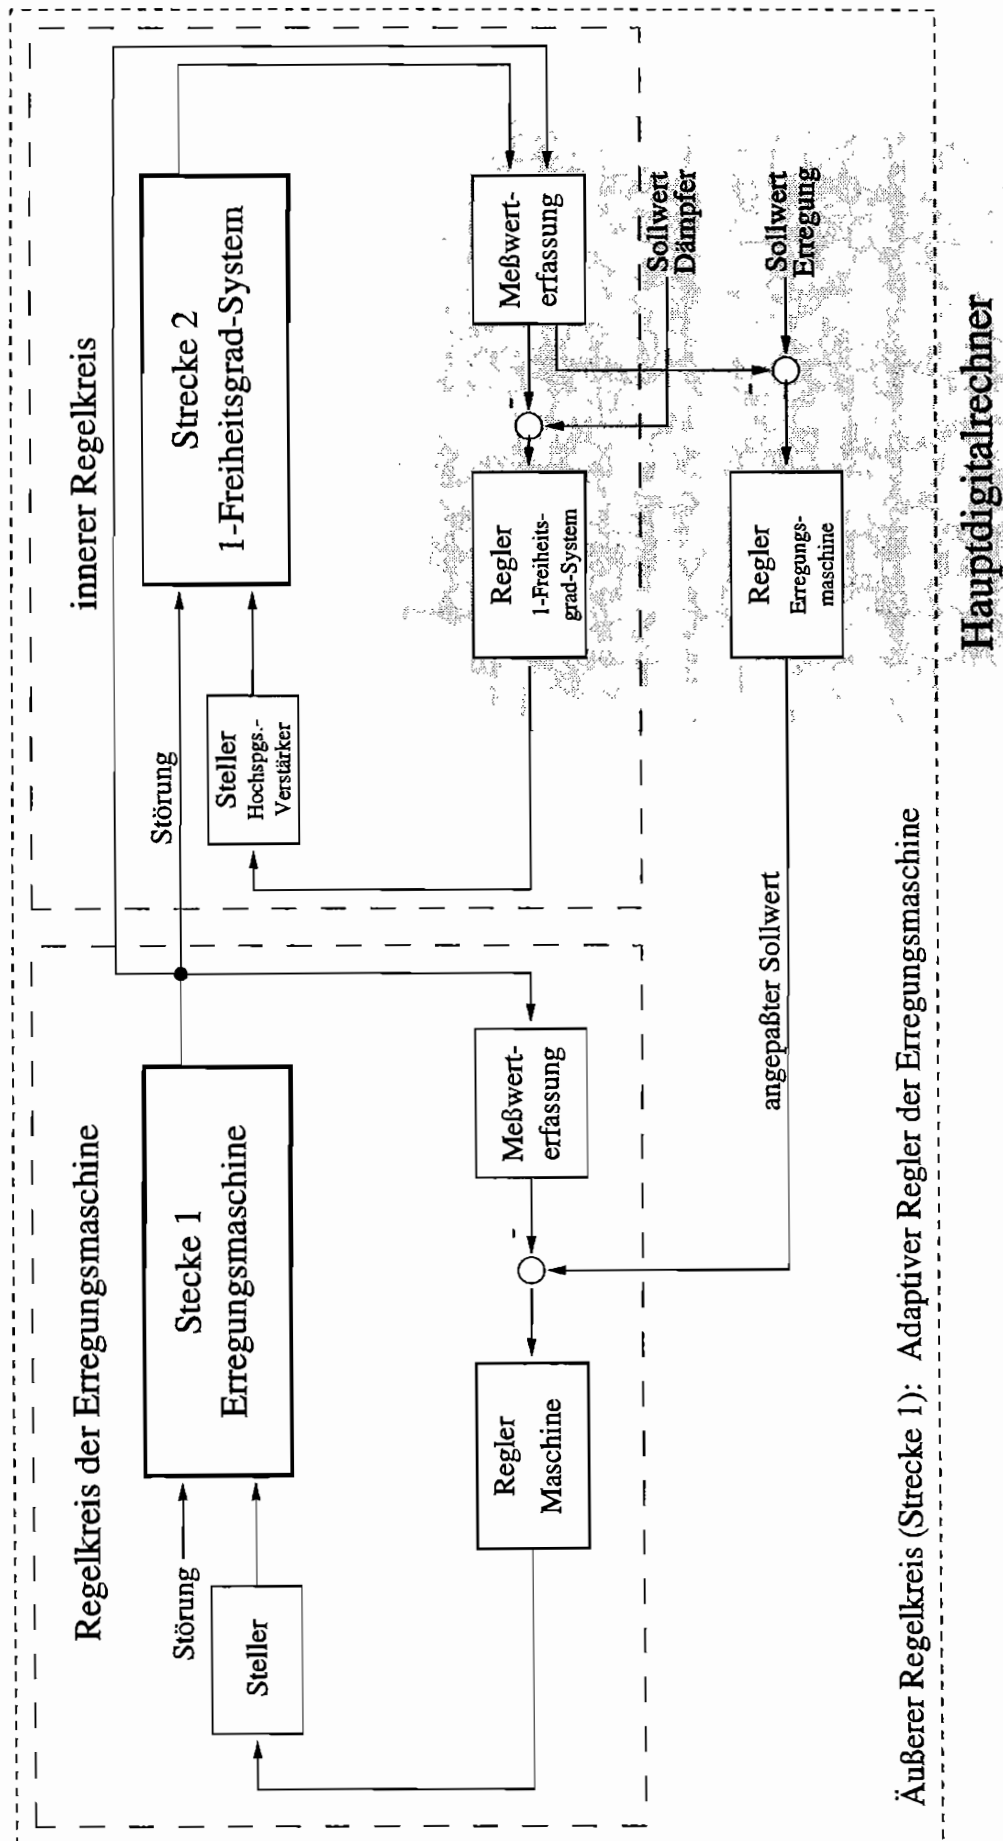 Regelkreis der Erregungsmaschine
Störung
Steller
Stecke 1
Erregungsmaschine
Regler
Maschine
-
Meßwert-
erfassung
innerer Regelkreis
Störung
Steller
Hochspgs.-
Verstärker
Strecke 2
1-Freiheitsgrad-System
Regler
1-Freiheits-
grad-System
-
Meßwert-
erfassung
Sollwert
Dämpfer
angepaßter Sollwert
Regler
Erregungs-
maschine
-
Sollwert
Erregung
Äußerer Regelkreis (Strecke 1): Adaptiver Regler der Erregungsmaschine
Hauptdigitalrechner